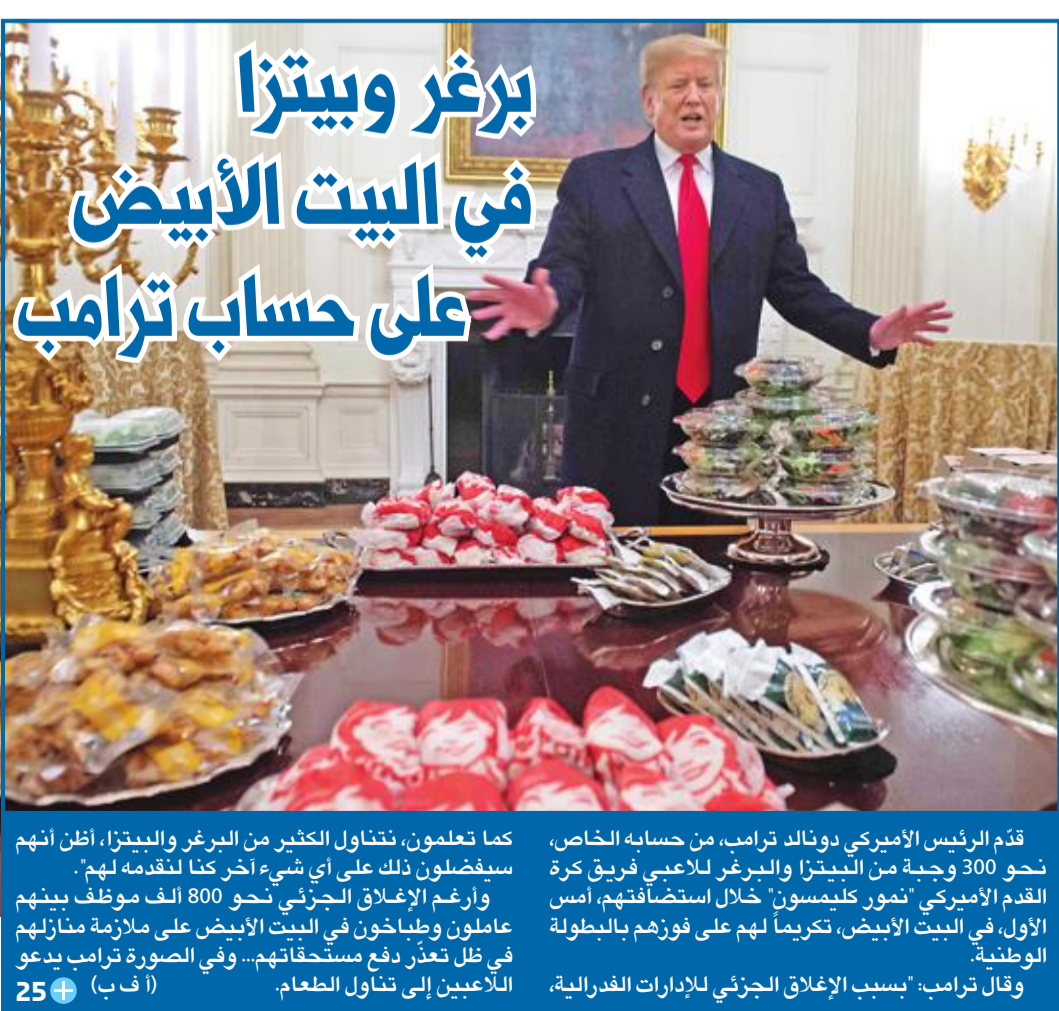 برغر وبيتزا
في البيت الأبيض
على حساب ترامب
قدّم الرئيس الأميركي دونالد ترامب، من حسابه الخاص،
نحو 300 وجبة من البيتزا والبرغر للاعبي فريق كرة
القدم الأميركي "نمور كليمسون" خلال استضافتهم، أمس
الأول، في البيت الأبيض، تكريماً لهم على فوزهم بالبطولة
الوطنية.
وقال ترامب: "بسبب الإغلاق الجزئي للإدارات الفدرالية،
كما تعلمون، نتناول الكثير من البرغر والبيتزا، أظن أنهم
سيفضلون ذلك على أي شيء آخر كنا لنقدمه لهم".
وأرغم الإغلاق الجزئي نحو 800 ألف موظف بينهم
عاملون وطباخون في البيت الأبيض على ملازمة منازلهم
في ظل تعذّر دفع مستحقاتهم... وفي الصورة ترامب يدعو
اللاعبين إلى تناول الطعام. (أ ف ب) +25